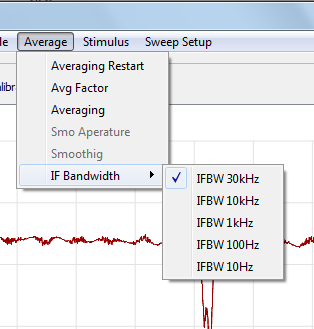 le Average Stimulus Sweep Setup
alibr
Averaging Restart
Avg Factor
Averaging
Smo Aperature
Smoothig
IF Bandwidth
IFBW 30kHz
IFBW 10kHz
IFBW 1kHz
IFBW 100Hz
IFBW 10Hz